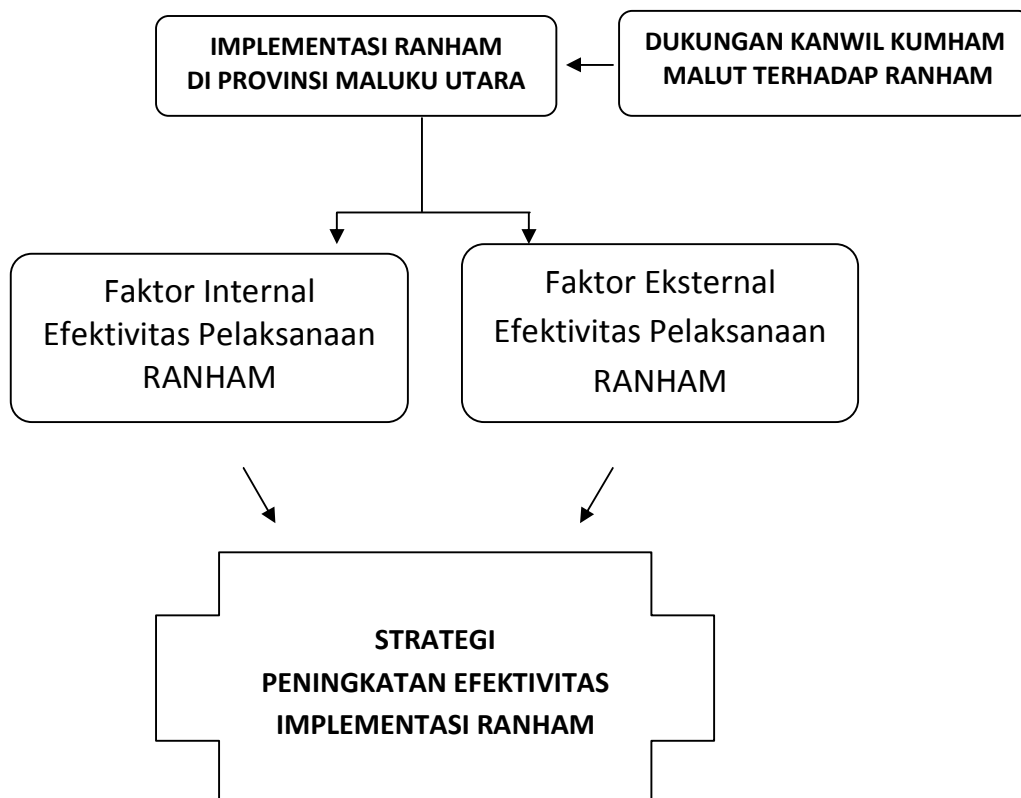 IMPLEMENTASI RANHAM
DI PROVINSI MALUKU UTARA
DUKUNGAN KANWIL KUMHAM
MALUT TERHADAP RANHAM
Faktor Internal
Efektivitas Pelaksanaan
RANHAM
Faktor Eksternal
Efektivitas Pelaksanaan
RANHAM
STRATEGI
PENINGKATAN EFEKTIVITAS
IMPLEMENTASI RANHAM